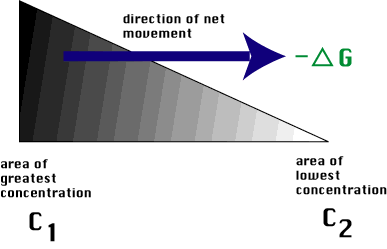 direction of net
movement
−△G
area of
greatest
concentration
C1
area of
lowest
concentration
C2